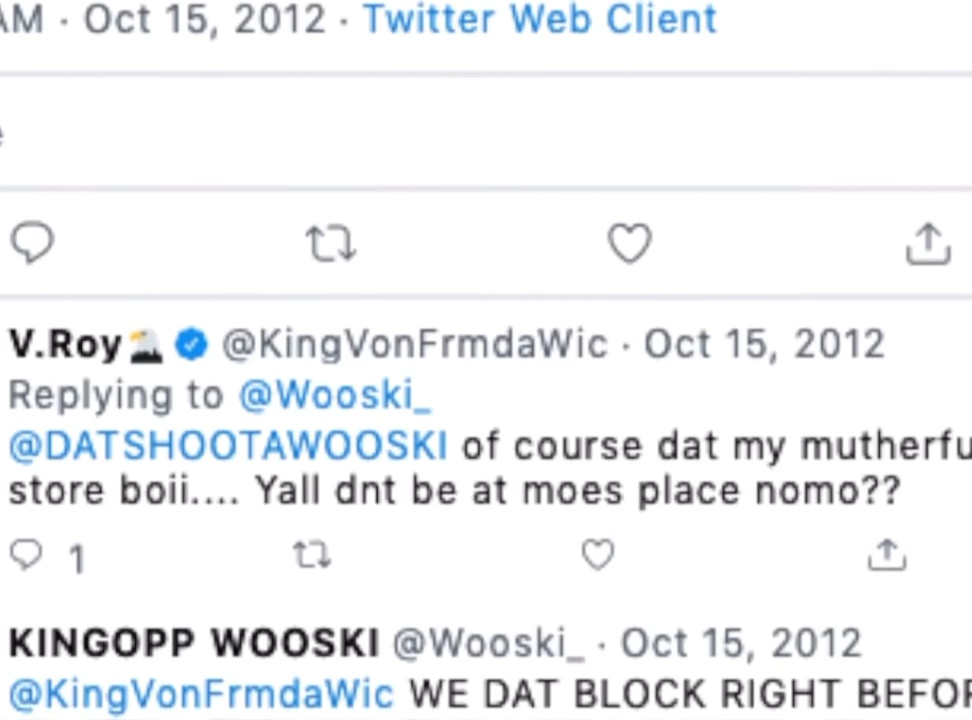 AM · Oct 15, 2012 · Twitter Web Client
V.Roy @KingVonFrmdaWic · Oct 15, 2012
Replying to @Wooski_
@DATSHOOTAWOOSKI of course dat my mutherfu
store boii.... Yall dnt be at moes place nomo??
1
KINGOPP WOOSKI @Wooski_ · Oct 15, 2012
@KingVonFrmdaWic WE DAT BLOCK RIGHT BEFOR